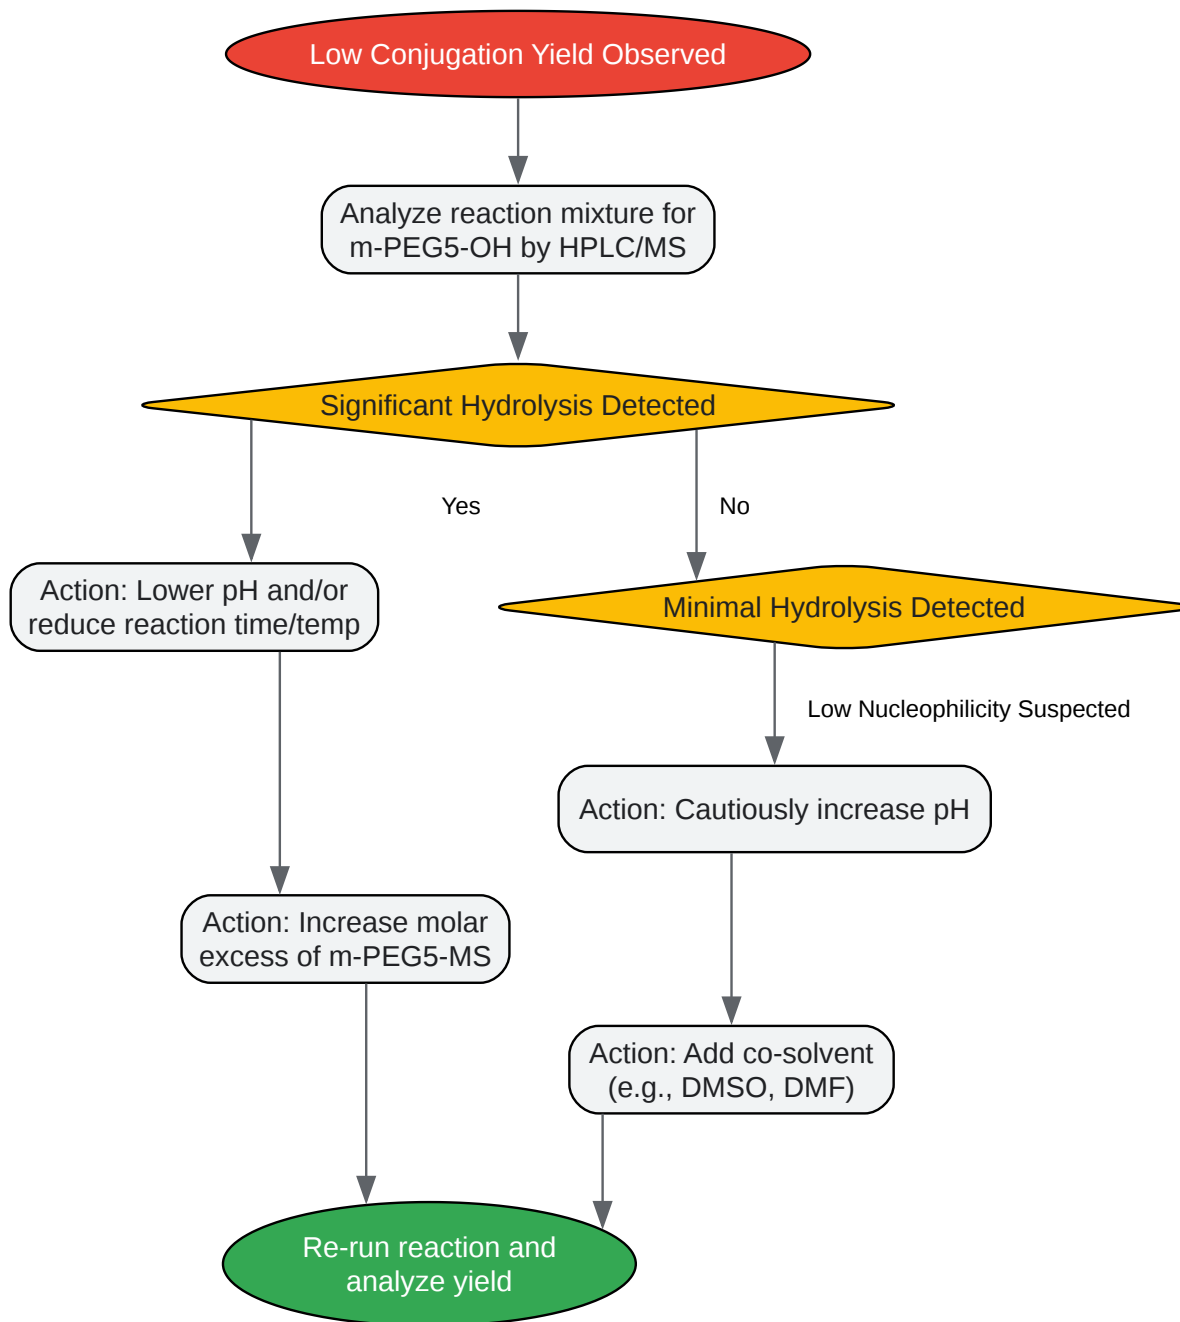 Low Conjugation Yield Observed
Analyze reaction mixture for
m-PEG5-OH by HPLC/MS
Significant Hydrolysis Detected
Yes
No
Action: Lower pH and/or
reduce reaction time/temp
Minimal Hydrolysis Detected
Low Nucleophilicity Suspected
Action: Cautiously increase pH
Action: Increase molar
excess of m-PEG5-MS
Action: Add co-solvent
(e.g., DMSO, DMF)
Re-run reaction and
analyze yield